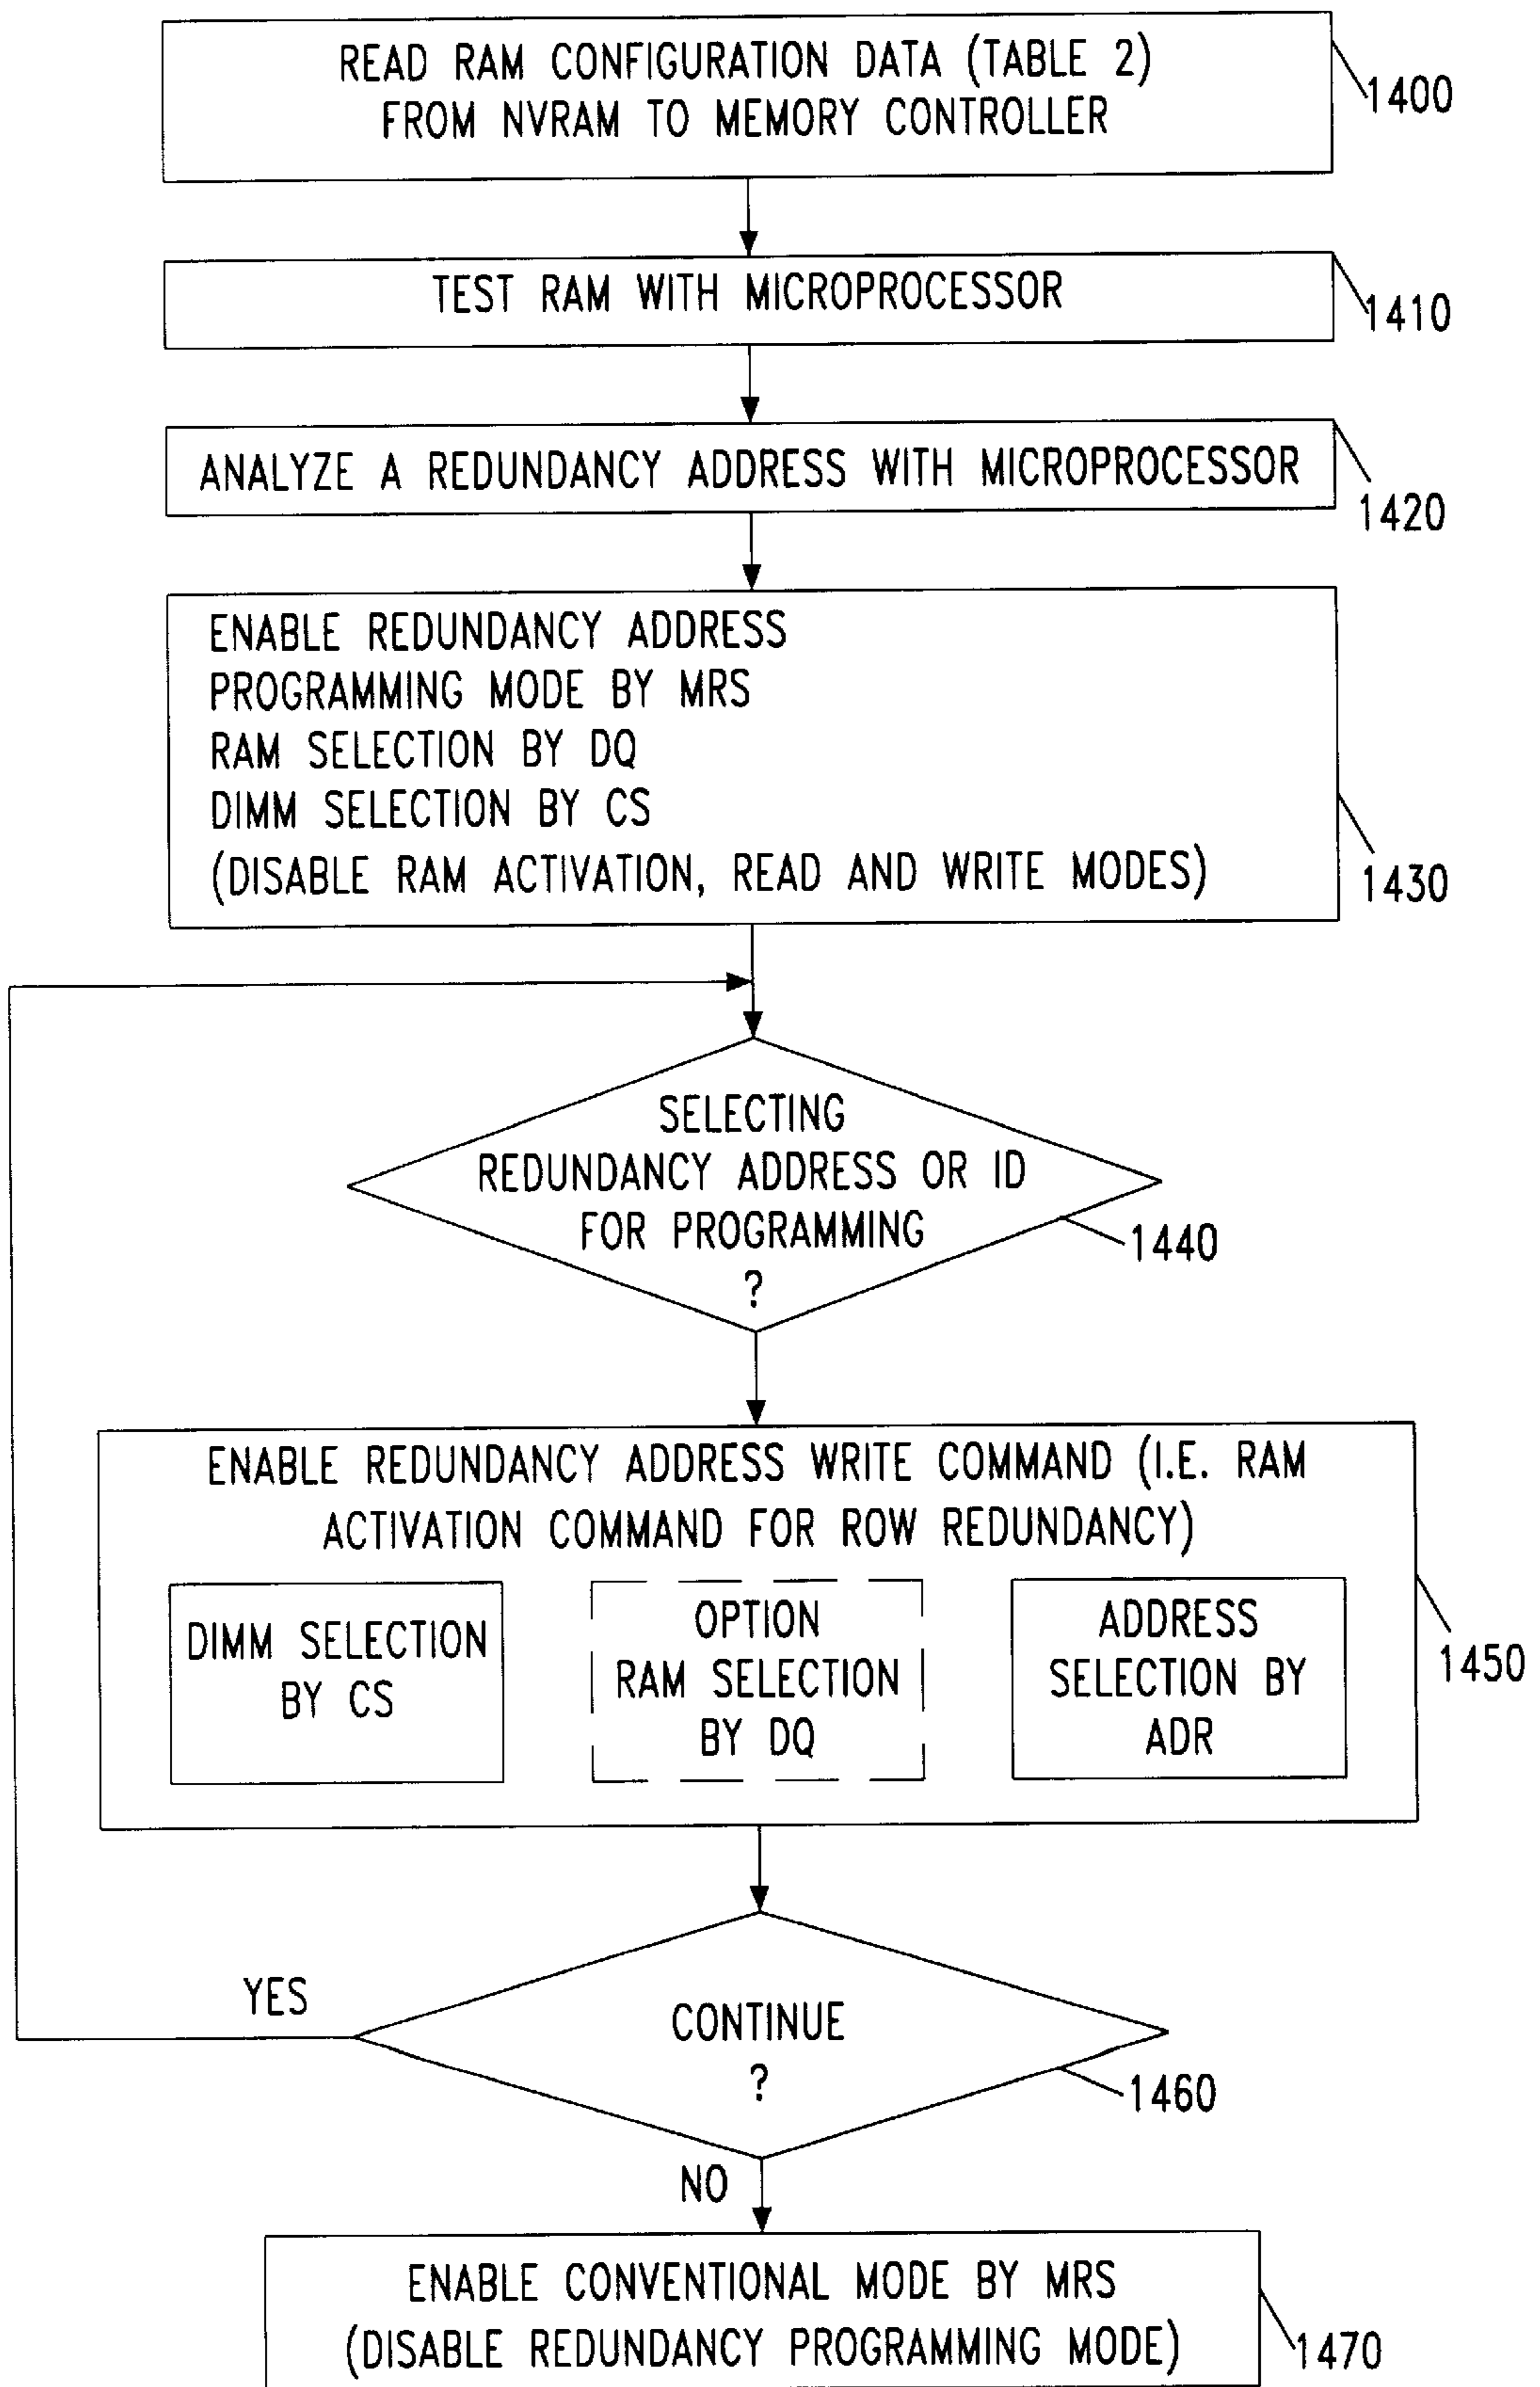 READ RAM CONFIGURATION DATA (TABLE 2)
FROM NVRAM TO MEMORY CONTROLLER
1400
TEST RAM WITH MICROPROCESSOR
1410
ANALYZE A REDUNDANCY ADDRESS WITH MICROPROCESSOR
1420
ENABLE REDUNDANCY ADDRESS
PROGRAMMING MODE BY MRS
RAM SELECTION BY DQ
DIMM SELECTION BY CS
(DISABLE RAM ACTIVATION, READ AND WRITE MODES)
1430
SELECTING
REDUNDANCY ADDRESS OR ID
FOR PROGRAMMING
?
1440
ENABLE REDUNDANCY ADDRESS WRITE COMMAND (I.E. RAM
ACTIVATION COMMAND FOR ROW REDUNDANCY)
DIMM SELECTION
BY CS
OPTION
RAM SELECTION
BY DQ
ADDRESS
SELECTION BY
ADR
1450
YES
CONTINUE
?
1460
NO
ENABLE CONVENTIONAL MODE BY MRS
(DISABLE REDUNDANCY PROGRAMMING MODE)
1470